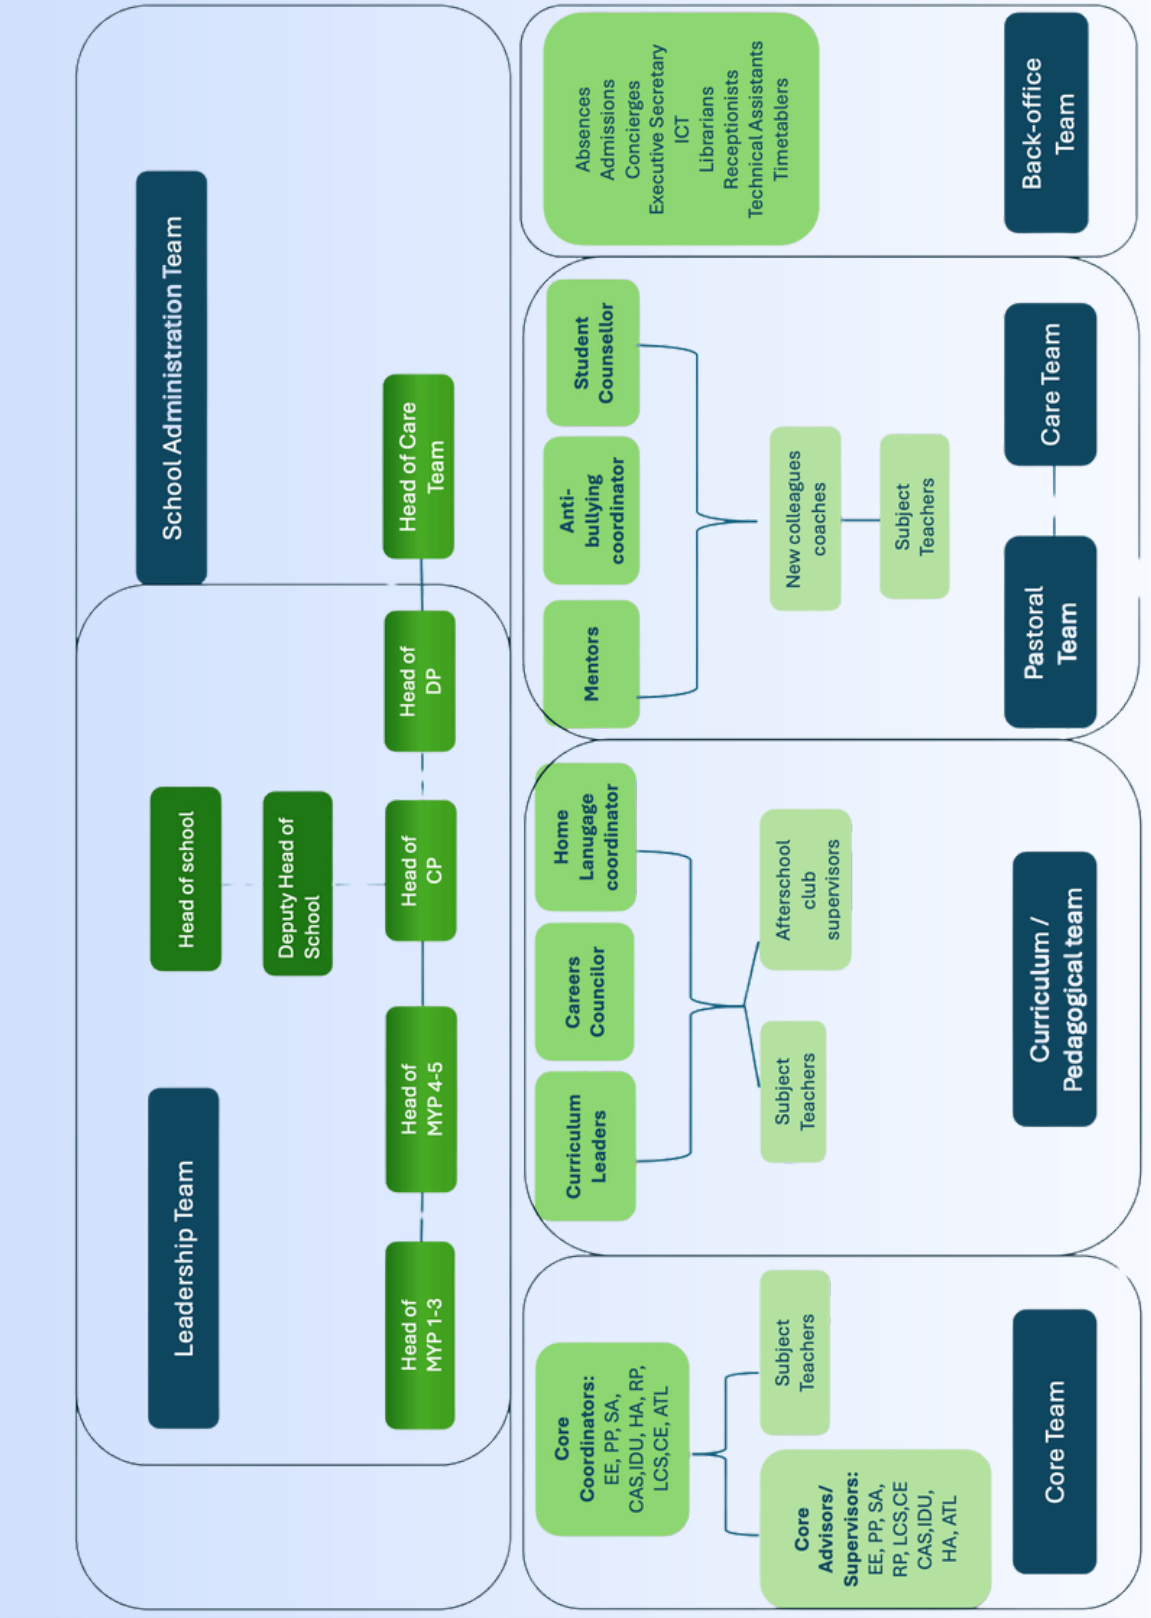 School Administration Team
Leadership Team
Head of school
Deputy Head of
School
Head of
MYP 1-3
Head of
MYP 4-5
Head of
CP
Head of
DP
Head of Care
Team
Core
Coordinators:
EE, PP, SA,
CAS,IDU, HA, RP,
LCS,CE, ATL
Core
Advisors/
Supervisors:
EE, PP, SA,
RP, LCS,CE
CAS,IDU,
HA, ATL
Subject
Teachers
Core Team
Curriculum
Leaders
Careers
Councilor
Home
Lanugage
coordinator
Subject
Teachers
Afterschool
club
supervisors
Curriculum /
Pedagogical team
Mentors
Anti-
bullying
coordinator
Student
Counsellor
New colleagues
coaches
Subject
Teachers
Pastoral
Team
Care Team
Absences
Admissions
Concierges
Executive Secretary
ICT
Librarians
Receptionists
Technical Assistants
Timetablers
Back-office
Team